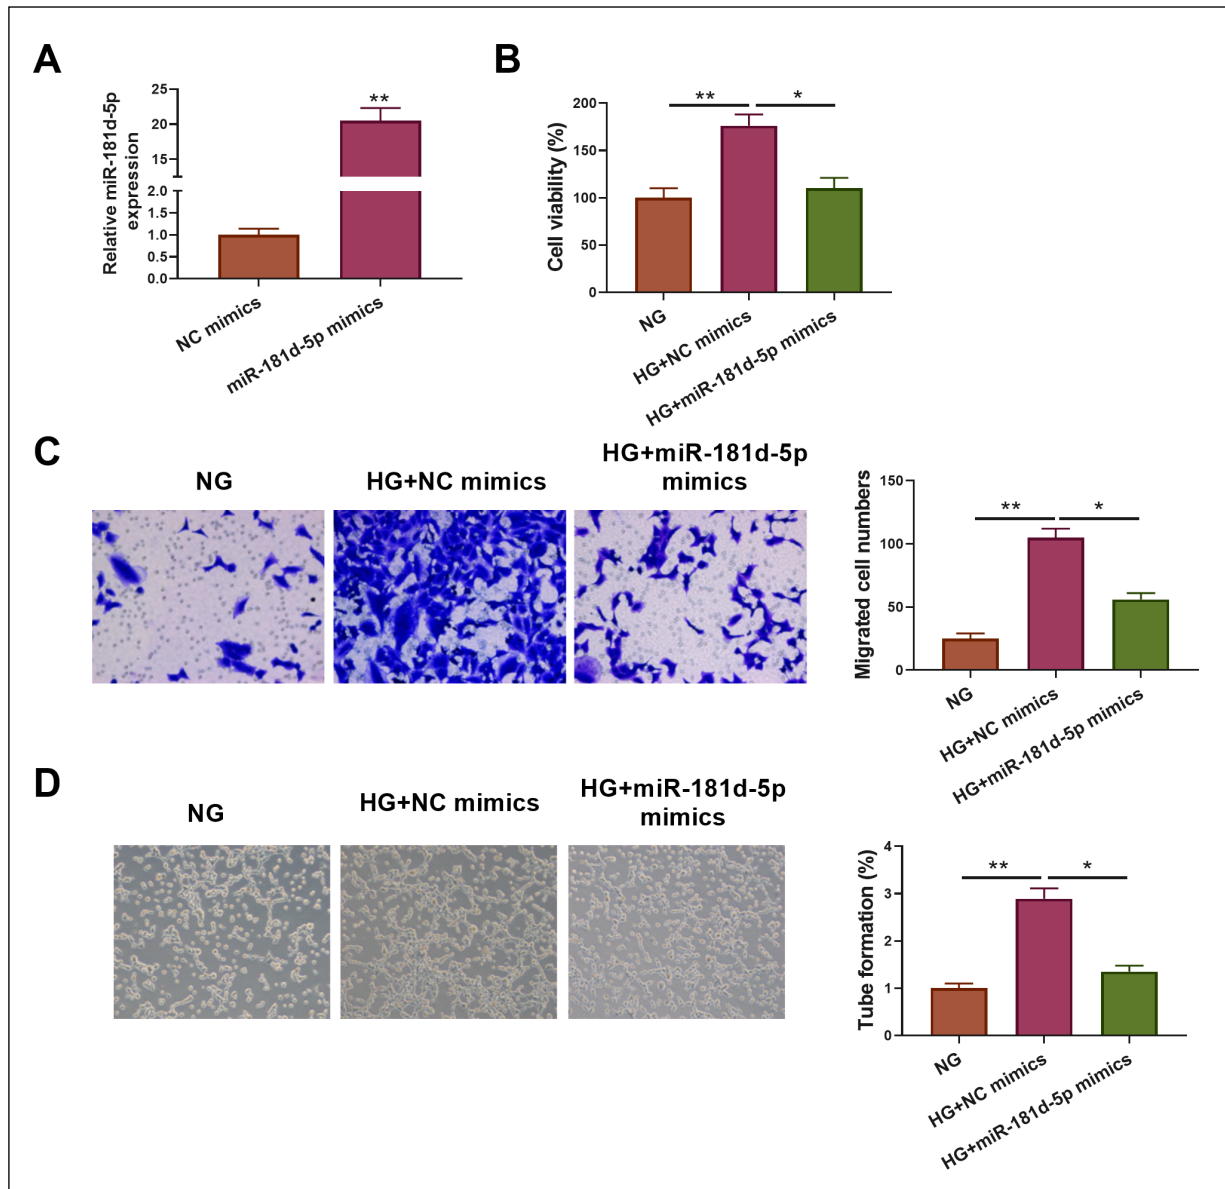 A
Relative miR-181d-5p
expression
25
20
15
2.0
1.5
1.0
0.5
0.0
**
NC mimics
miR-181d-5p mimics
B
Cell viability (%)
200
150
100
50
0
**
*
NG
HG+NC mimics
HG+miR-181d-5p mimics
C
NG
HG+NC mimics
HG+miR-181d-5p
mimics
Migrated cell numbers
150
100
50
0
**
*
NG
HG+NC mimics
HG+miR-181d-5p mimics
D
NG
HG+NC mimics
HG+miR-181d-5p
mimics
Tube formation (%)
4
3
2
1
0
**
*
NG
HG+NC mimics
HG+miR-181d-5p mimics